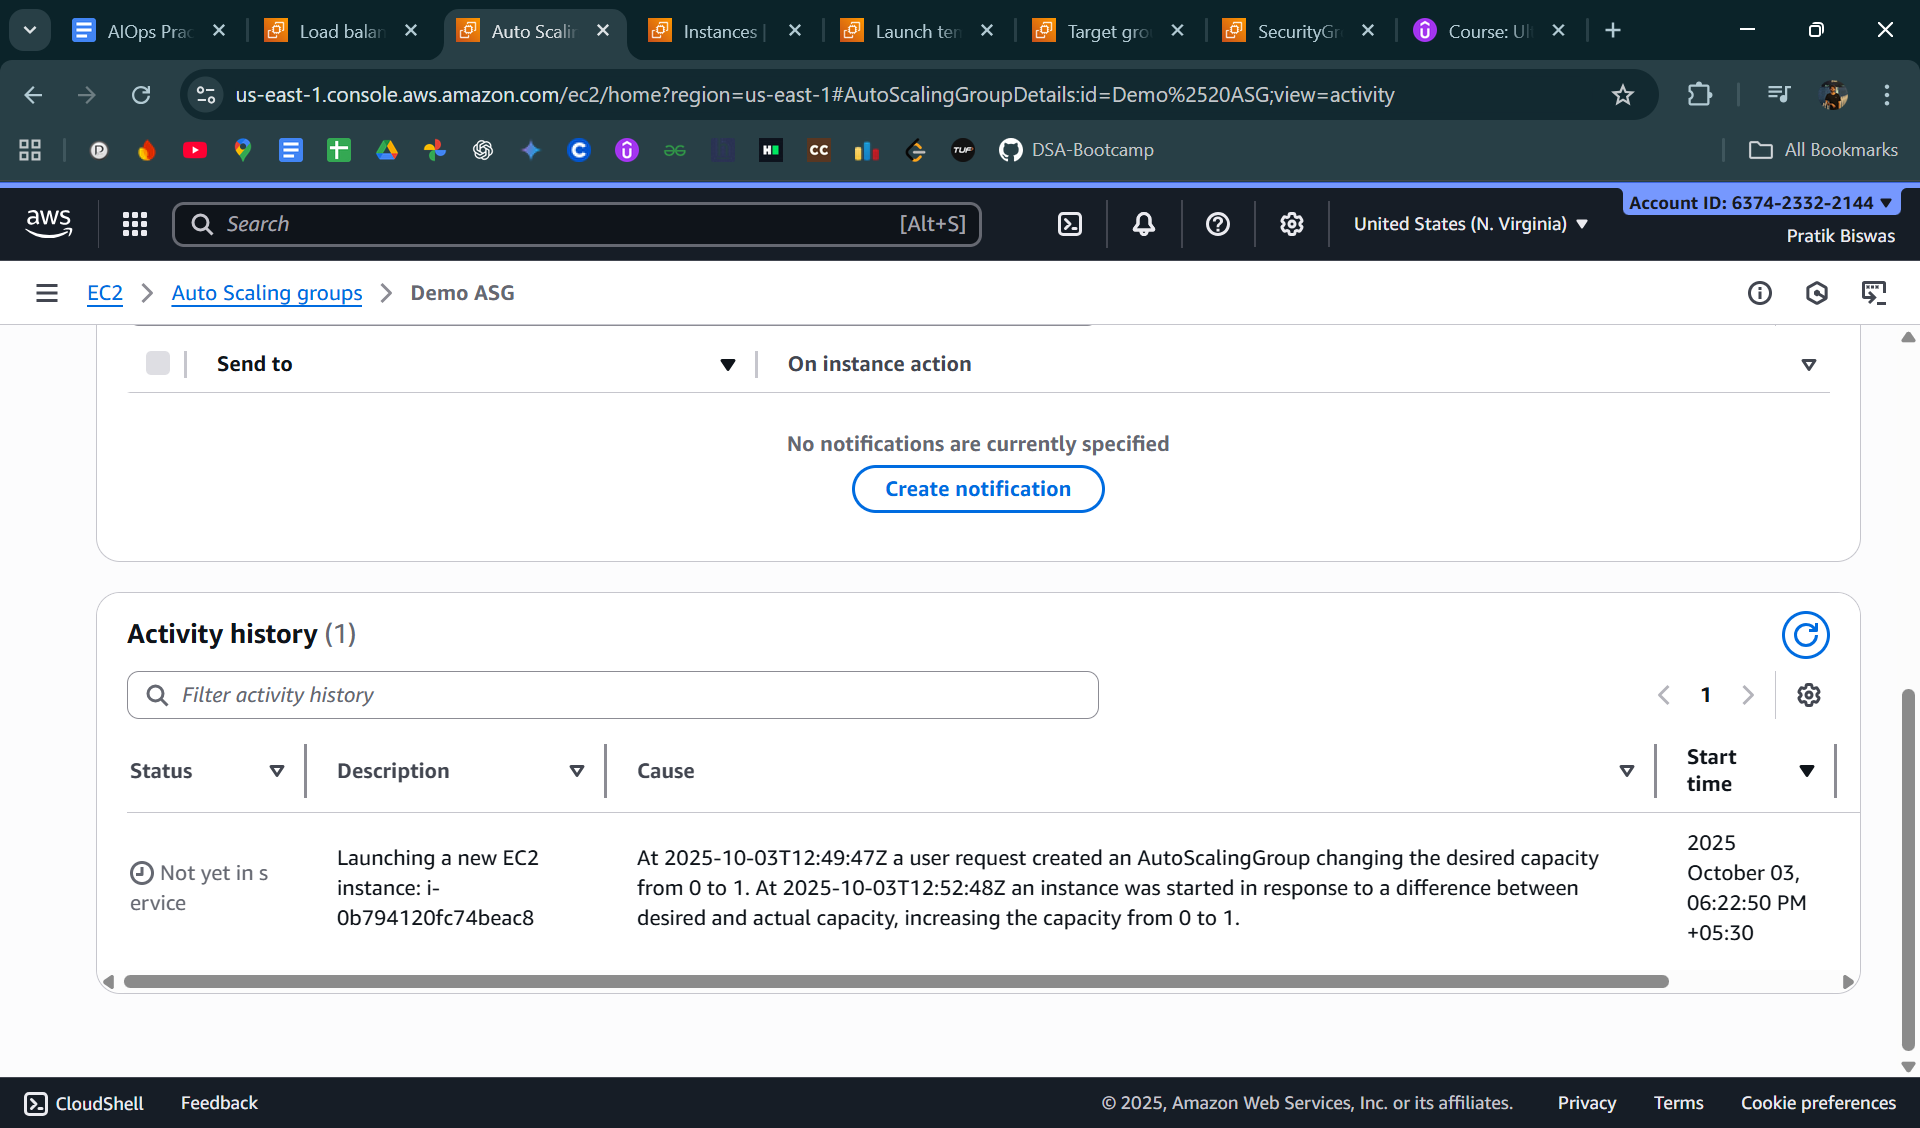 AIOps Prac
Load balan
Auto Scalin
Instances |
Launch tem
Target gro
SecurityGr
Course: Ul
us-east-1.console.aws.amazon.com/ec2/home?region=us-east-1#AutoScalingGroupDetails:id=Demo%2520ASG;view=activity
DSA-Bootcamp
All Bookmarks
aws
Search
[Alt+S]
United States (N. Virginia)
Account ID: 6374-2332-2144
Pratik Biswas
EC2
Auto Scaling groups
Demo ASG
Send to
On instance action
No notifications are currently specified
Create notification
Activity history (1)
Filter activity history
1
Status
Description
Cause
Start
time
Not yet in s
ervice
Launching a new EC2
instance: i-
0b794120fc74beac8
At 2025-10-03T12:49:47Z a user request created an AutoScalingGroup changing the desired capacity
from 0 to 1. At 2025-10-03T12:52:48Z an instance was started in response to a difference between
desired and actual capacity, increasing the capacity from 0 to 1.
2025
October 03,
06:22:50 PM
+05:30
CloudShell
Feedback
© 2025, Amazon Web Services, Inc. or its affiliates.
Privacy
Terms
Cookie preferences